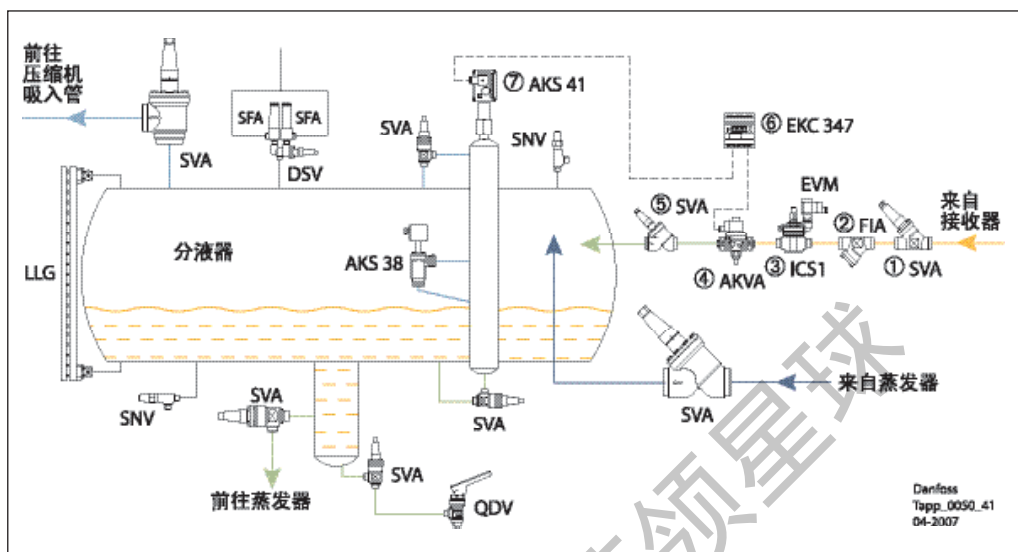 前往
压缩机
吸入管
SVA
SFA
SFA
DSV
SVA
⑦ AKS 41
SNV
⑥ EKC 347
EVM
来自
接收器
⑤ SVA
② FIA
④ AKVA
③ ICS1
① SVA
LLG
分液器
AKS 38
SNV
SVA
前往蒸发器
SVA
QDV
SVA
SVA
来自蒸发器
Danfoss
Tapp_0050_41
04-2007
领星球